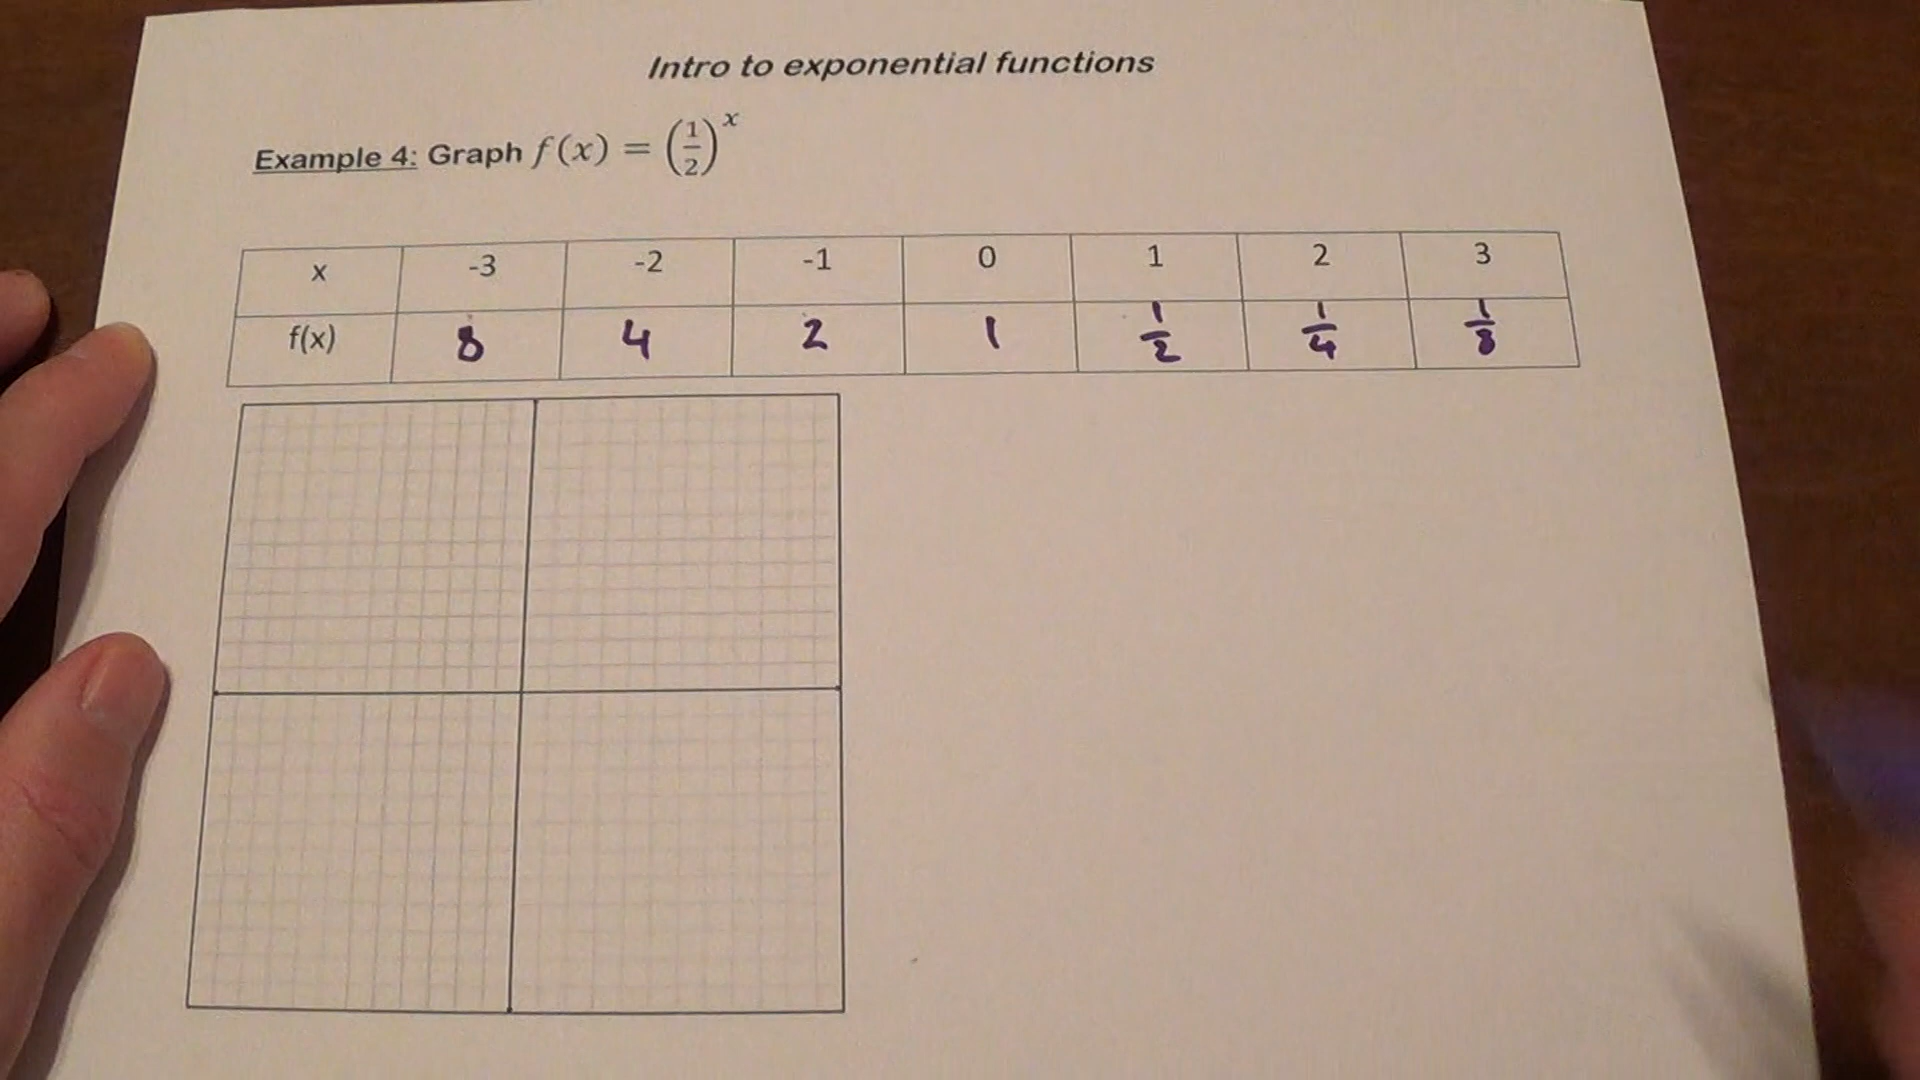 Intro to exponential functions
Example 4: Graph f(x) = (1/2)^x
x -3 -2 -1 0 1 2 3
f(x) 8 4 2 1 1/2 1/4 1/8